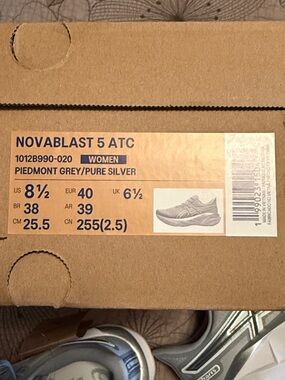 NOVABLAST 5 ATC
1012B990-020 WOMEN
PIEDMONT GREY/PURE SILVER
US 8½ EUR 40 UK 6½
BR 38 AR 39
CM 25.5 CN 255(2.5)